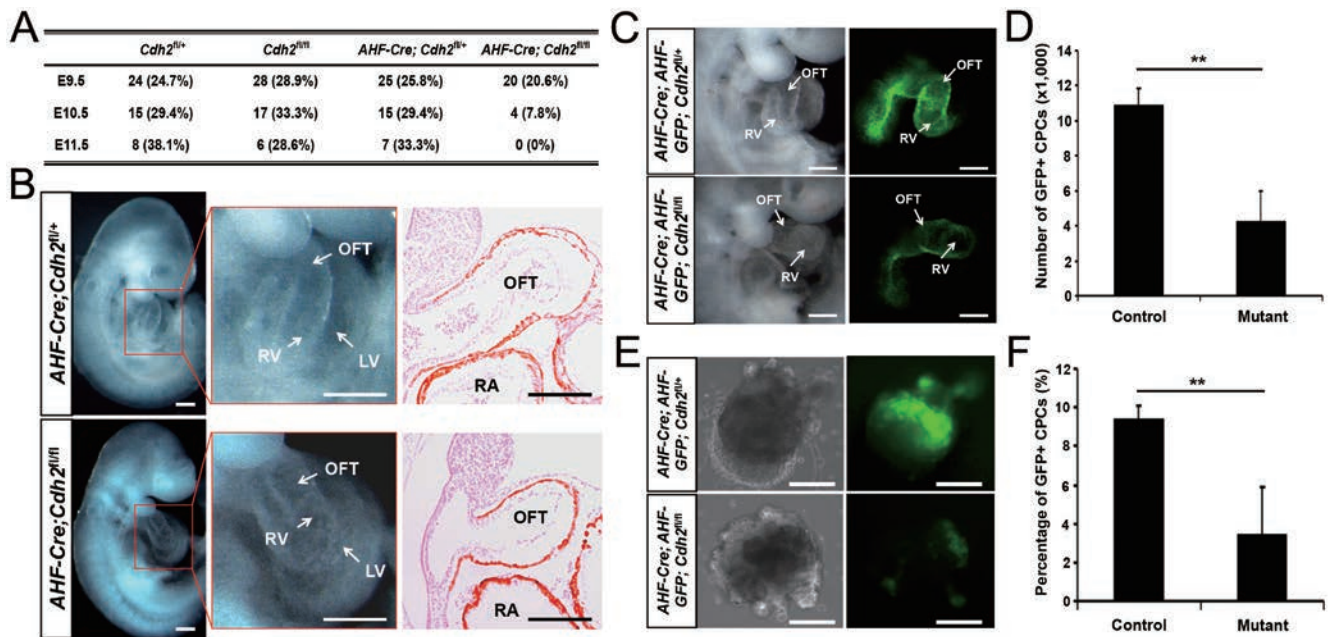 A
Cdh2fl/+ Cdh2fl/fl AHF-Cre; Cdh2fl/+ AHF-Cre; Cdh2fl/fl
E9.5 24 (24.7%) 28 (28.9%) 25 (25.8%) 20 (20.6%)
E10.5 15 (29.4%) 17 (33.3%) 15 (29.4%) 4 (7.8%)
E11.5 8 (38.1%) 6 (28.6%) 7 (33.3%) 0 (0%)
B
AHF-Cre;Cdh2fl/+
OFT
RV
LV
OFT
RA
AHF-Cre;Cdh2fl/fl
OFT
RV
LV
OFT
RA
C
AHF-Cre; AHF-
GFP; Cdh2fl/+
OFT
RV
OFT
RV
AHF-Cre; AHF-
GFP; Cdh2fl/fl
OFT
RV
OFT
RV
D
Number of GFP+ CPCs (x1,000)
14
12
10
8
6
4
2
0
**
Control Mutant
E
AHF-Cre; AHF-
GFP; Cdh2fl/+
AHF-Cre; AHF-
GFP; Cdh2fl/fl
F
Percentage of GFP+ CPCs (%)
12
10
8
6
4
2
0
**
Control Mutant